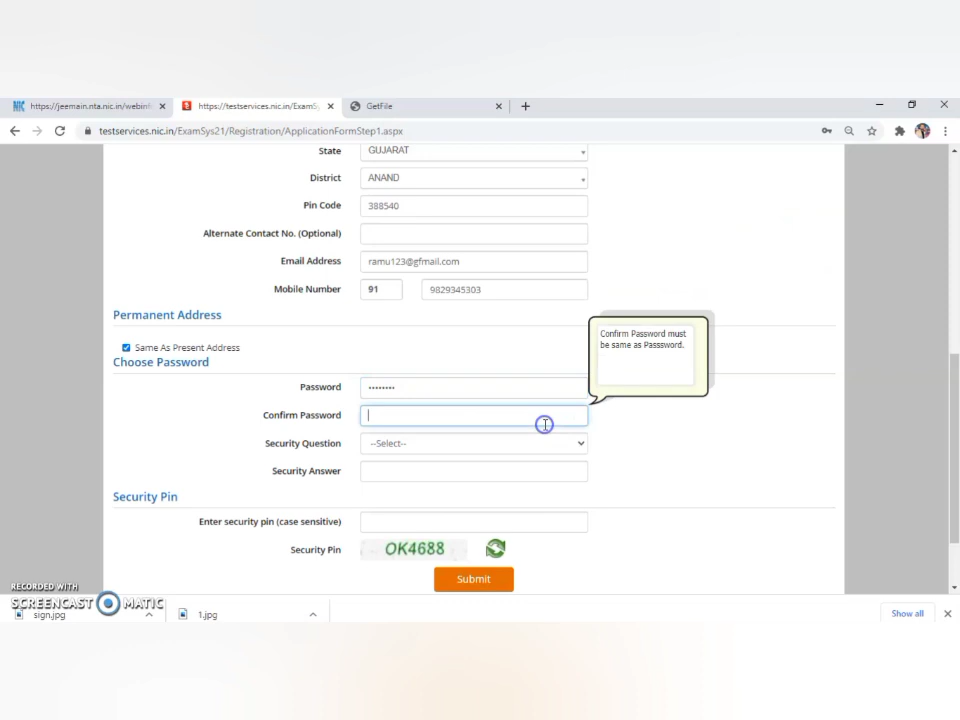 https://jeemain.nta.nic.in/webinf
https://testservices.nic.in/ExamSy
GetFile
testservices.nic.in/ExamSys21/Registration/ApplicationFormStep1.aspx
State GUJARAT
District ANAND
Pin Code 388540
Alternate Contact No. (Optional)
Email Address ramu123@gfmail.com
Mobile Number 91 9829345303
Permanent Address
Same As Present Address
Confirm Password must
be same as Passsword.
Choose Password
Password ••••••••
Confirm Password
Security Question --Select--
Security Answer
Security Pin
Enter security pin (case sensitive)
Security Pin OK4688
Submit
RECORDED WITH
SCREENCAST MATIC
sign.jpg
1.jpg
Show all